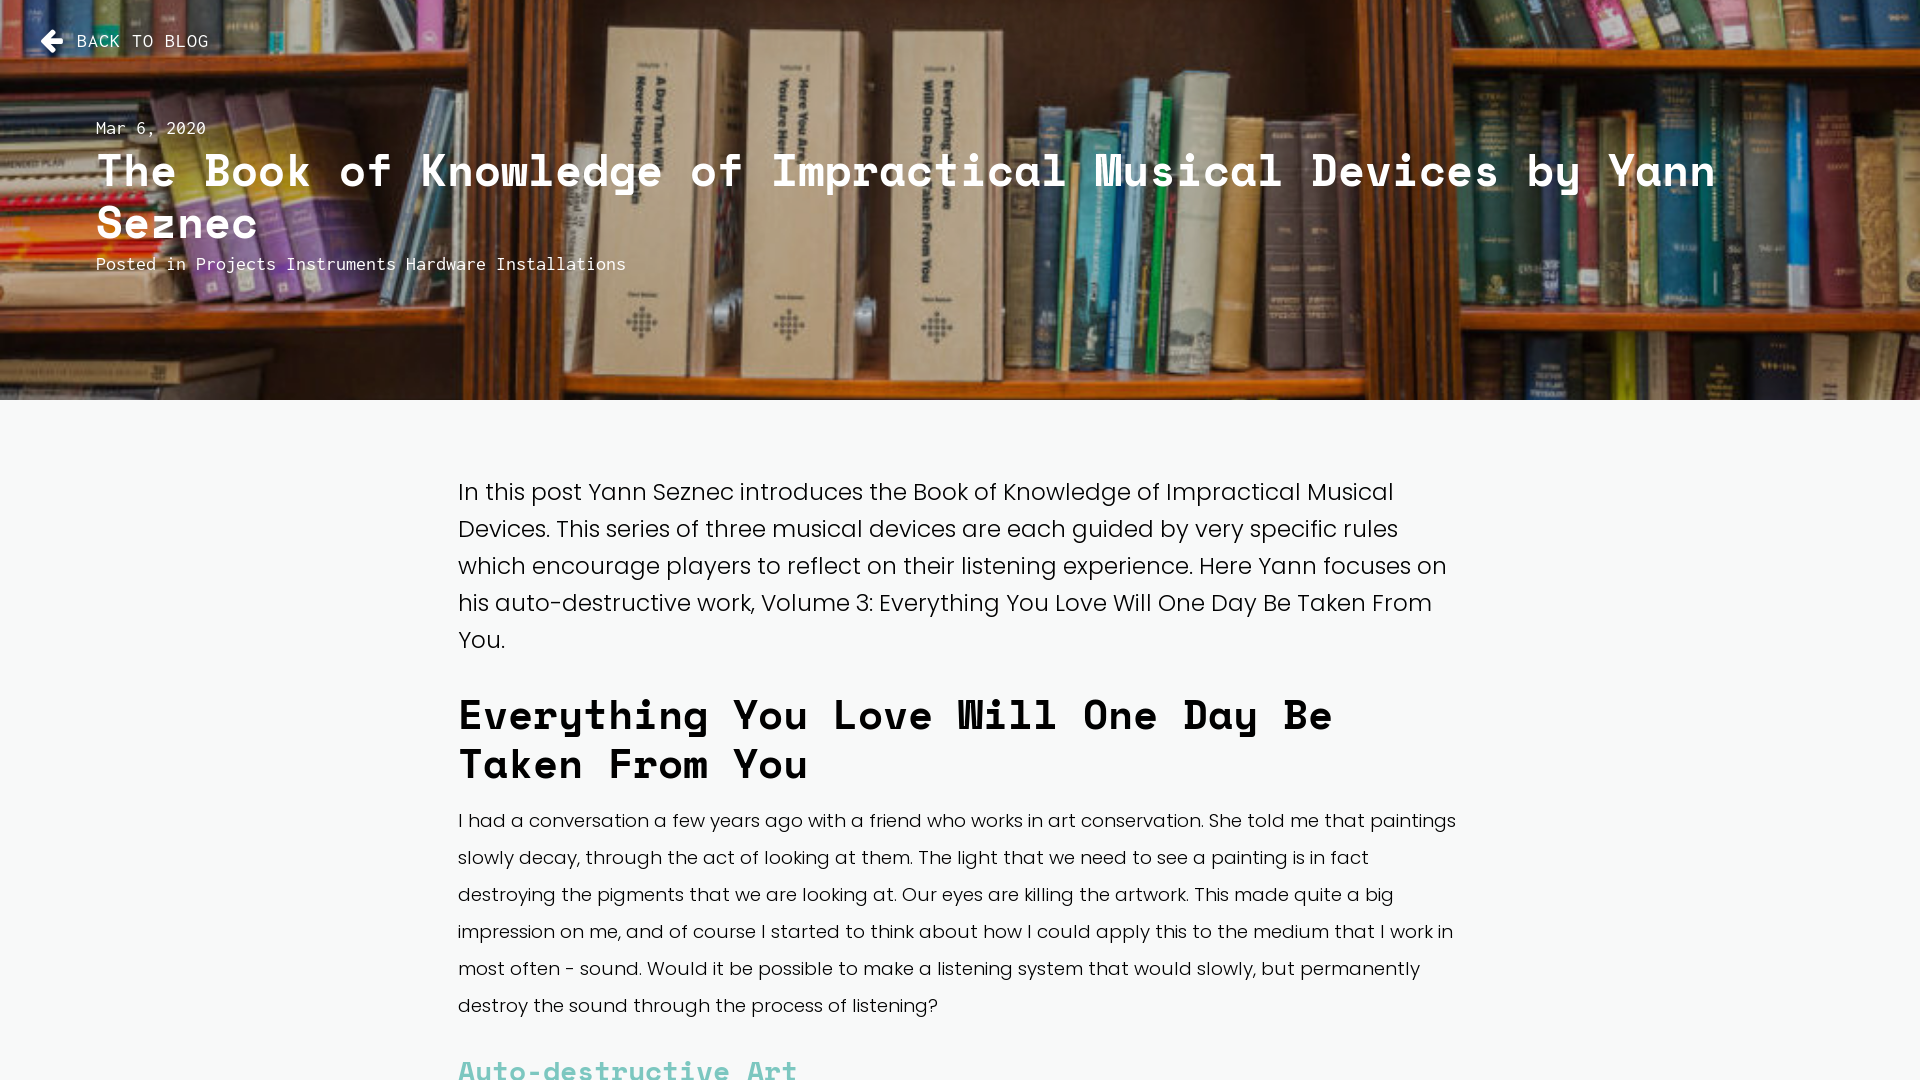 BACK TO BLOG
Mar 6, 2020
The Book of Knowledge of Impractical Musical Devices by Yann
Seznec
Posted in Projects Instruments Hardware Installations
Volume 1
Volume 2
Volume 3
In this post Yann Seznec introduces the Book of Knowledge of Impractical Musical
Devices. This series of three musical devices are each guided by very specific rules
which encourage players to reflect on their listening experience. Here Yann focuses on
his auto-destructive work, Volume 3: Everything You Love Will One Day Be Taken From
You.
Everything You Love Will One Day Be
Taken From You
I had a conversation a few years ago with a friend who works in art conservation. She told me that paintings
slowly decay, through the act of looking at them. The light that we need to see a painting is in fact
destroying the pigments that we are looking at. Our eyes are killing the artwork. This made quite a big
impression on me, and of course I started to think about how I could apply this to the medium that I work in
most often - sound. Would it be possible to make a listening system that would slowly, but permanently
destroy the sound through the process of listening?
Auto-destructive Art